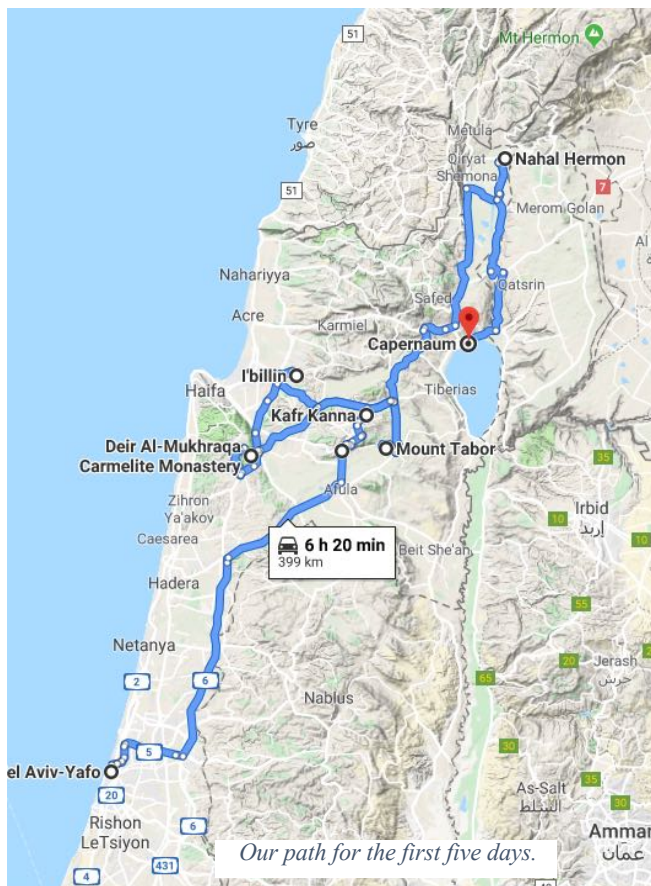 51
Mt Hermon
Tyre
صور
Metula
Qiryat
Shemona
Nahal Hermon
51
7
Merom Golan
Nahariyya
Qatsrin
Safed
Acre
Karmiel
Capernaum
I'billin
Haifa
Tiberias
Kafr Kanna
Deir Al-Mukhraqa
Carmelite Monastery
Mount Tabor
35
Afula
Zihron
Ya'akov
Irbid
إربد
10
Caesarea
6 h 20 min
399 km
Beit She'an
10
Hadera
55
Netanya
20
2
6
Jerash
جرش
65
Nablus
5
30
el Aviv-Yafo
20
As-Salt
السلط
35
30
Rishon
LeTsiyon
6
Amman
عمان
Our path for the first five days.
431
4
40